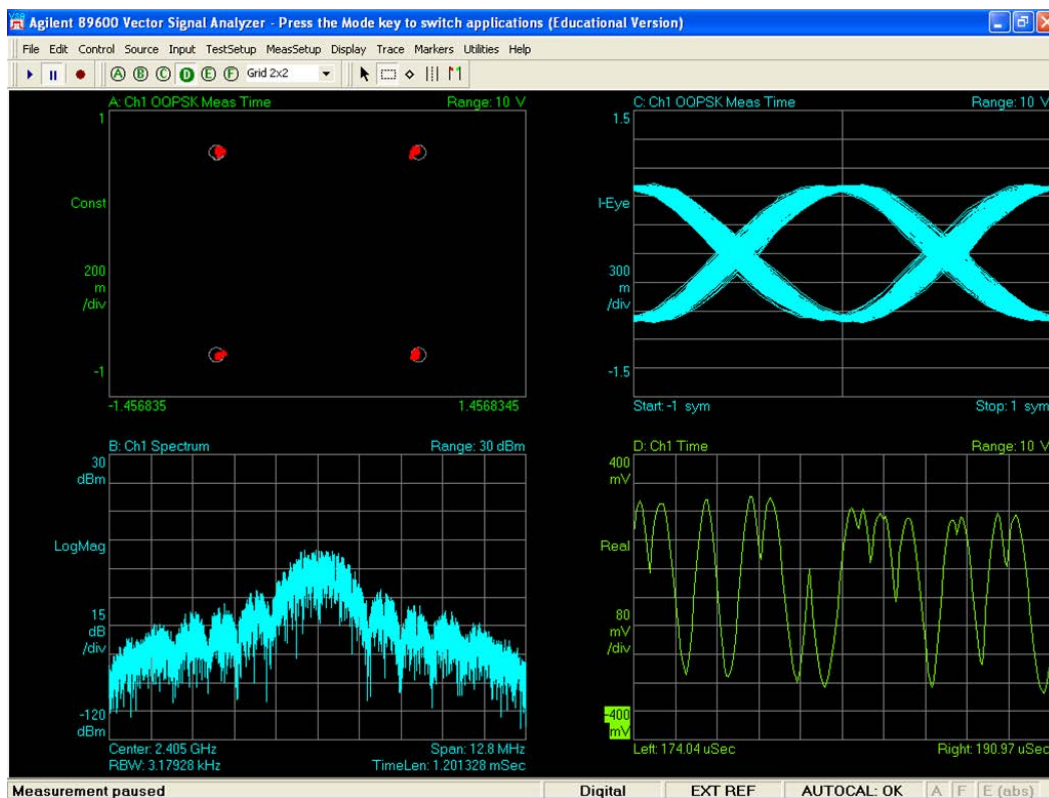 Agilent 89600 Vector Signal Analyzer - Press the Mode key to switch applications (Educational Version)
File Edit Control Source Input TestSetup MeasSetup Display Trace Markers Utilities Help
A B C D E F Grid 2x2
A: Ch1 OQPSK Meas Time Range: 10 V
1
Const
200
m
/div
-1
-1.456835 1.4568345
C: Ch1 OQPSK Meas Time Range: 10 V
1.5
I-Eye
300
m
/div
-1.5
Start: -1 sym Stop: 1 sym
B: Ch1 Spectrum Range: 30 dBm
30
dBm
LogMag
15
dB
/div
-120
dBm
Center: 2.405 GHz Span: 12.8 MHz
RBW: 3.17928 kHz TimeLen: 1.201328 mSec
D: Ch1 Time Range: 10 V
400
mV
Real
80
mV
/div
-400
mV
Left: 174.04 uSec Right: 190.97 uSec
Measurement paused Digital EXT REF AUTOCAL: OK A F E (abs)